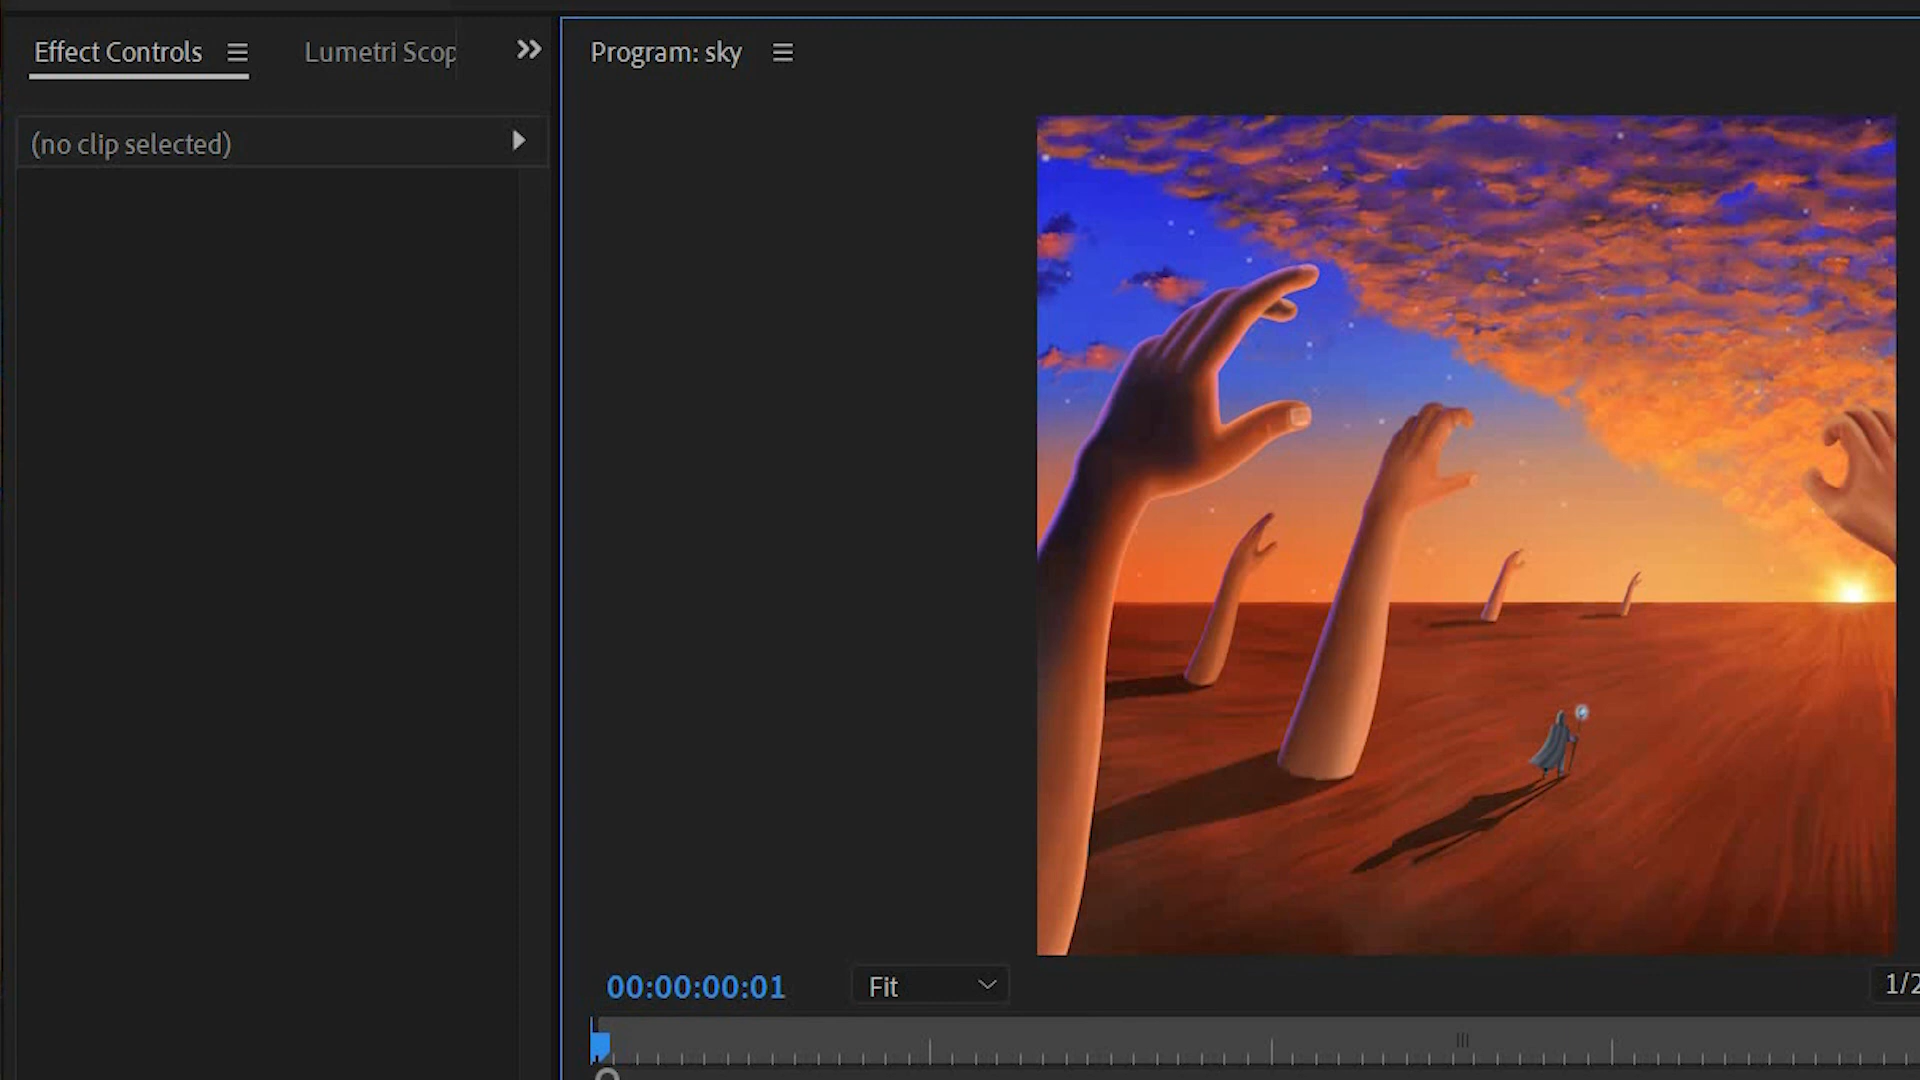 Effect Controls
Lumetri Scop
Program: sky
(no clip selected)
00:00:00:01
Fit
1/2